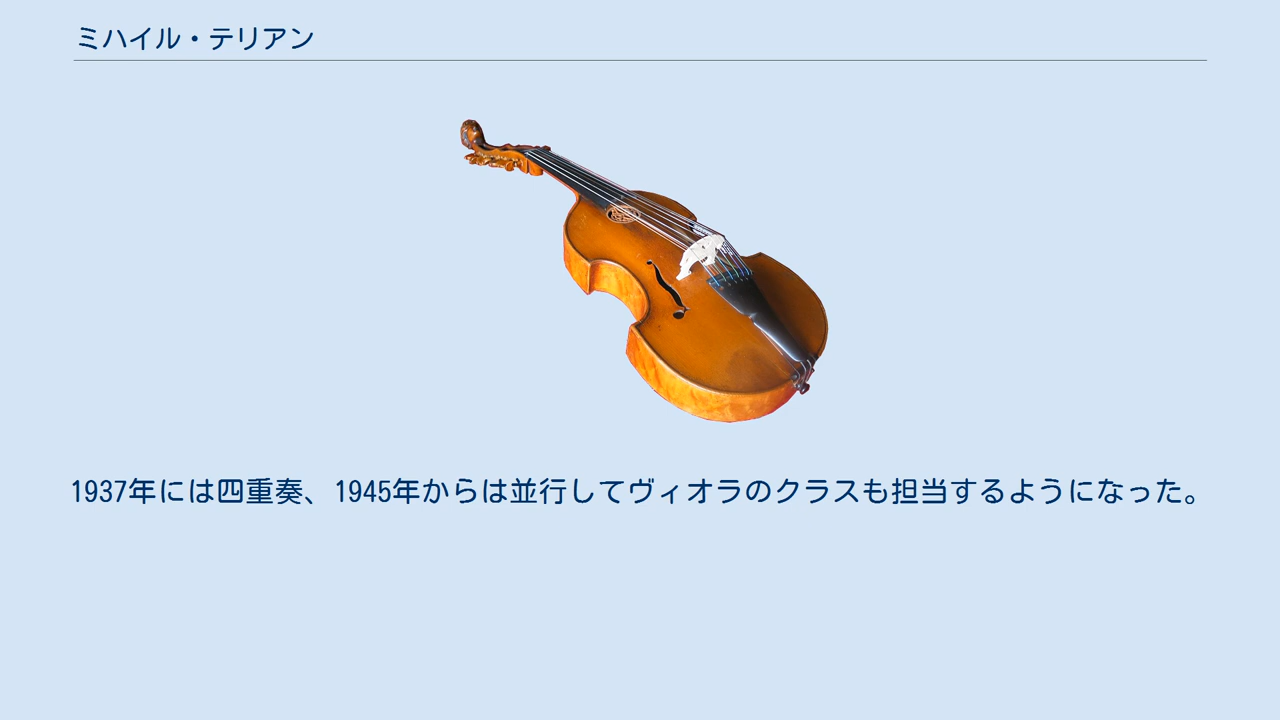 ミハイル・テリアン
1937年には四重奏、1945年からは並行してヴィオラのクラスも担当するようになった。